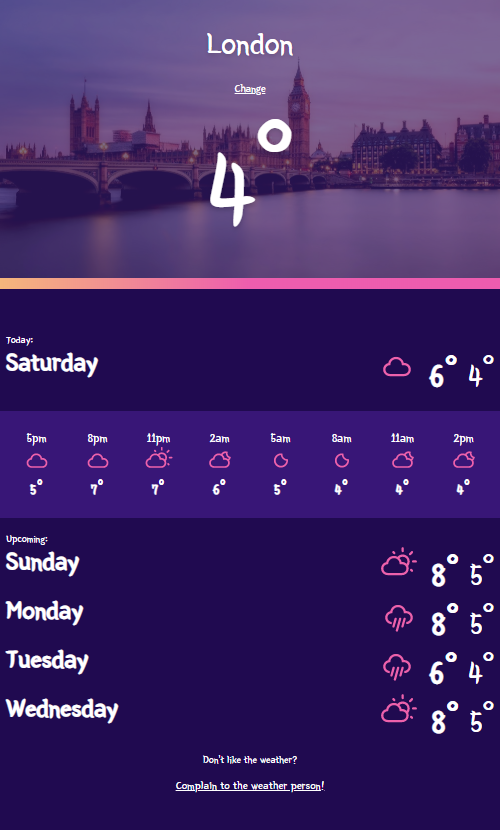 London
Change
4°
Today:
Saturday 6° 4°
5pm 8pm 11pm 2am 5am 8am 11am 2pm
5° 7° 7° 6° 5° 4° 4° 4°
Upcoming:
Sunday 8° 5°
Monday 8° 5°
Tuesday 6° 4°
Wednesday 8° 5°
Don't like the weather?
Complain to the weather person!